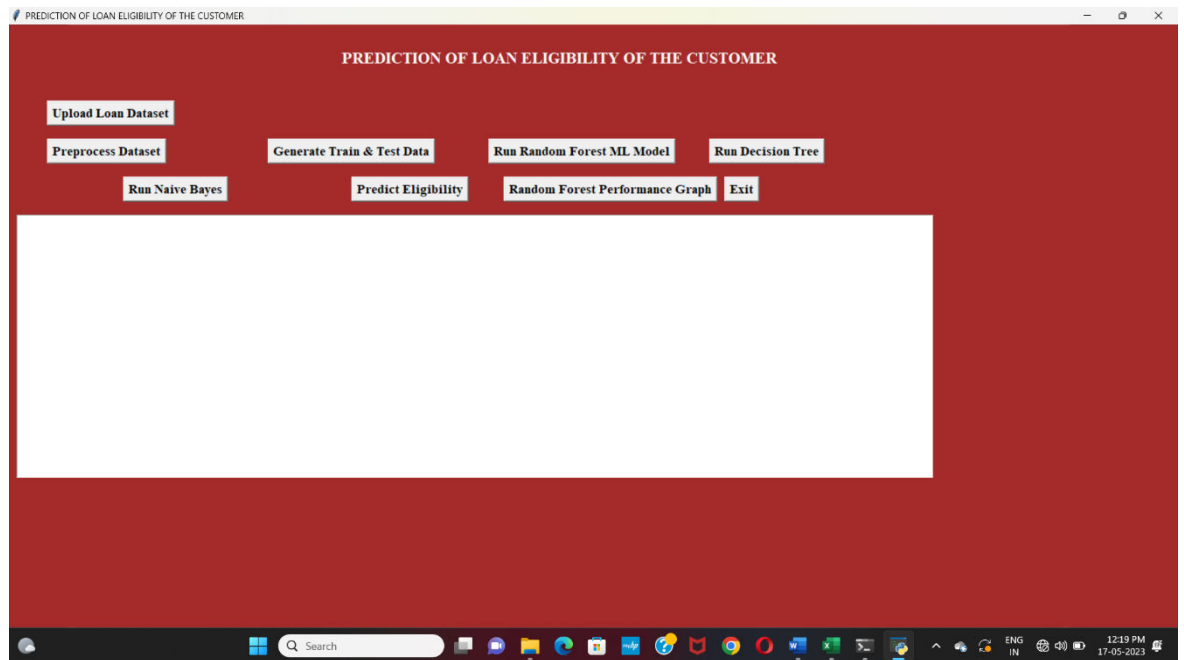 PREDICTION OF LOAN ELIGIBILITY OF THE CUSTOMER
PREDICTION OF LOAN ELIGIBILITY OF THE CUSTOMER
Upload Loan Dataset
Preprocess Dataset Generate Train & Test Data Run Random Forest ML Model Run Decision Tree
Run Naive Bayes Predict Eligibility Random Forest Performance Graph Exit
Search ENG 12:19 PM
IN 17-05-2023